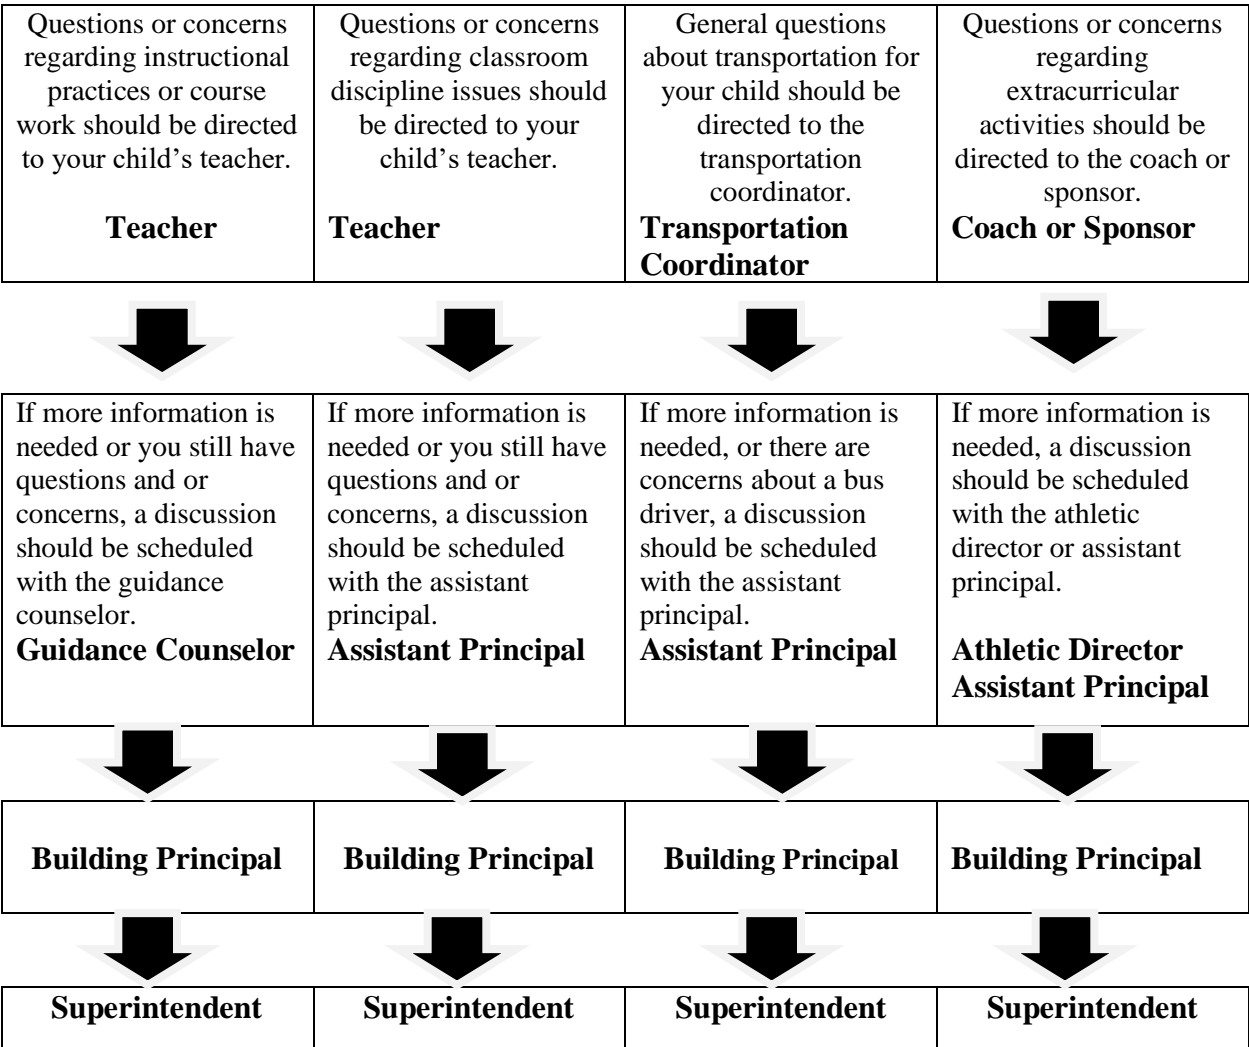 Questions or concerns
regarding instructional
practices or course
work should be directed
to your child’s teacher.
Teacher
Questions or concerns
regarding classroom
discipline issues should
be directed to your
child’s teacher.
Teacher
General questions
about transportation for
your child should be
directed to the
transportation
coordinator.
Transportation
Coordinator
Questions or concerns
regarding
extracurricular
activities should be
directed to the coach or
sponsor.
Coach or Sponsor
If more information is
needed or you still have
questions and or
concerns, a discussion
should be scheduled
with the guidance
counselor.
Guidance Counselor
If more information is
needed or you still have
questions and or
concerns, a discussion
should be scheduled
with the assistant
principal.
Assistant Principal
If more information is
needed, or there are
concerns about a bus
driver, a discussion
should be scheduled
with the assistant
principal.
Assistant Principal
If more information is
needed, a discussion
should be scheduled
with the athletic
director or assistant
principal.
Athletic Director
Assistant Principal
Building Principal
Building Principal
Building Principal
Building Principal
Superintendent
Superintendent
Superintendent
Superintendent